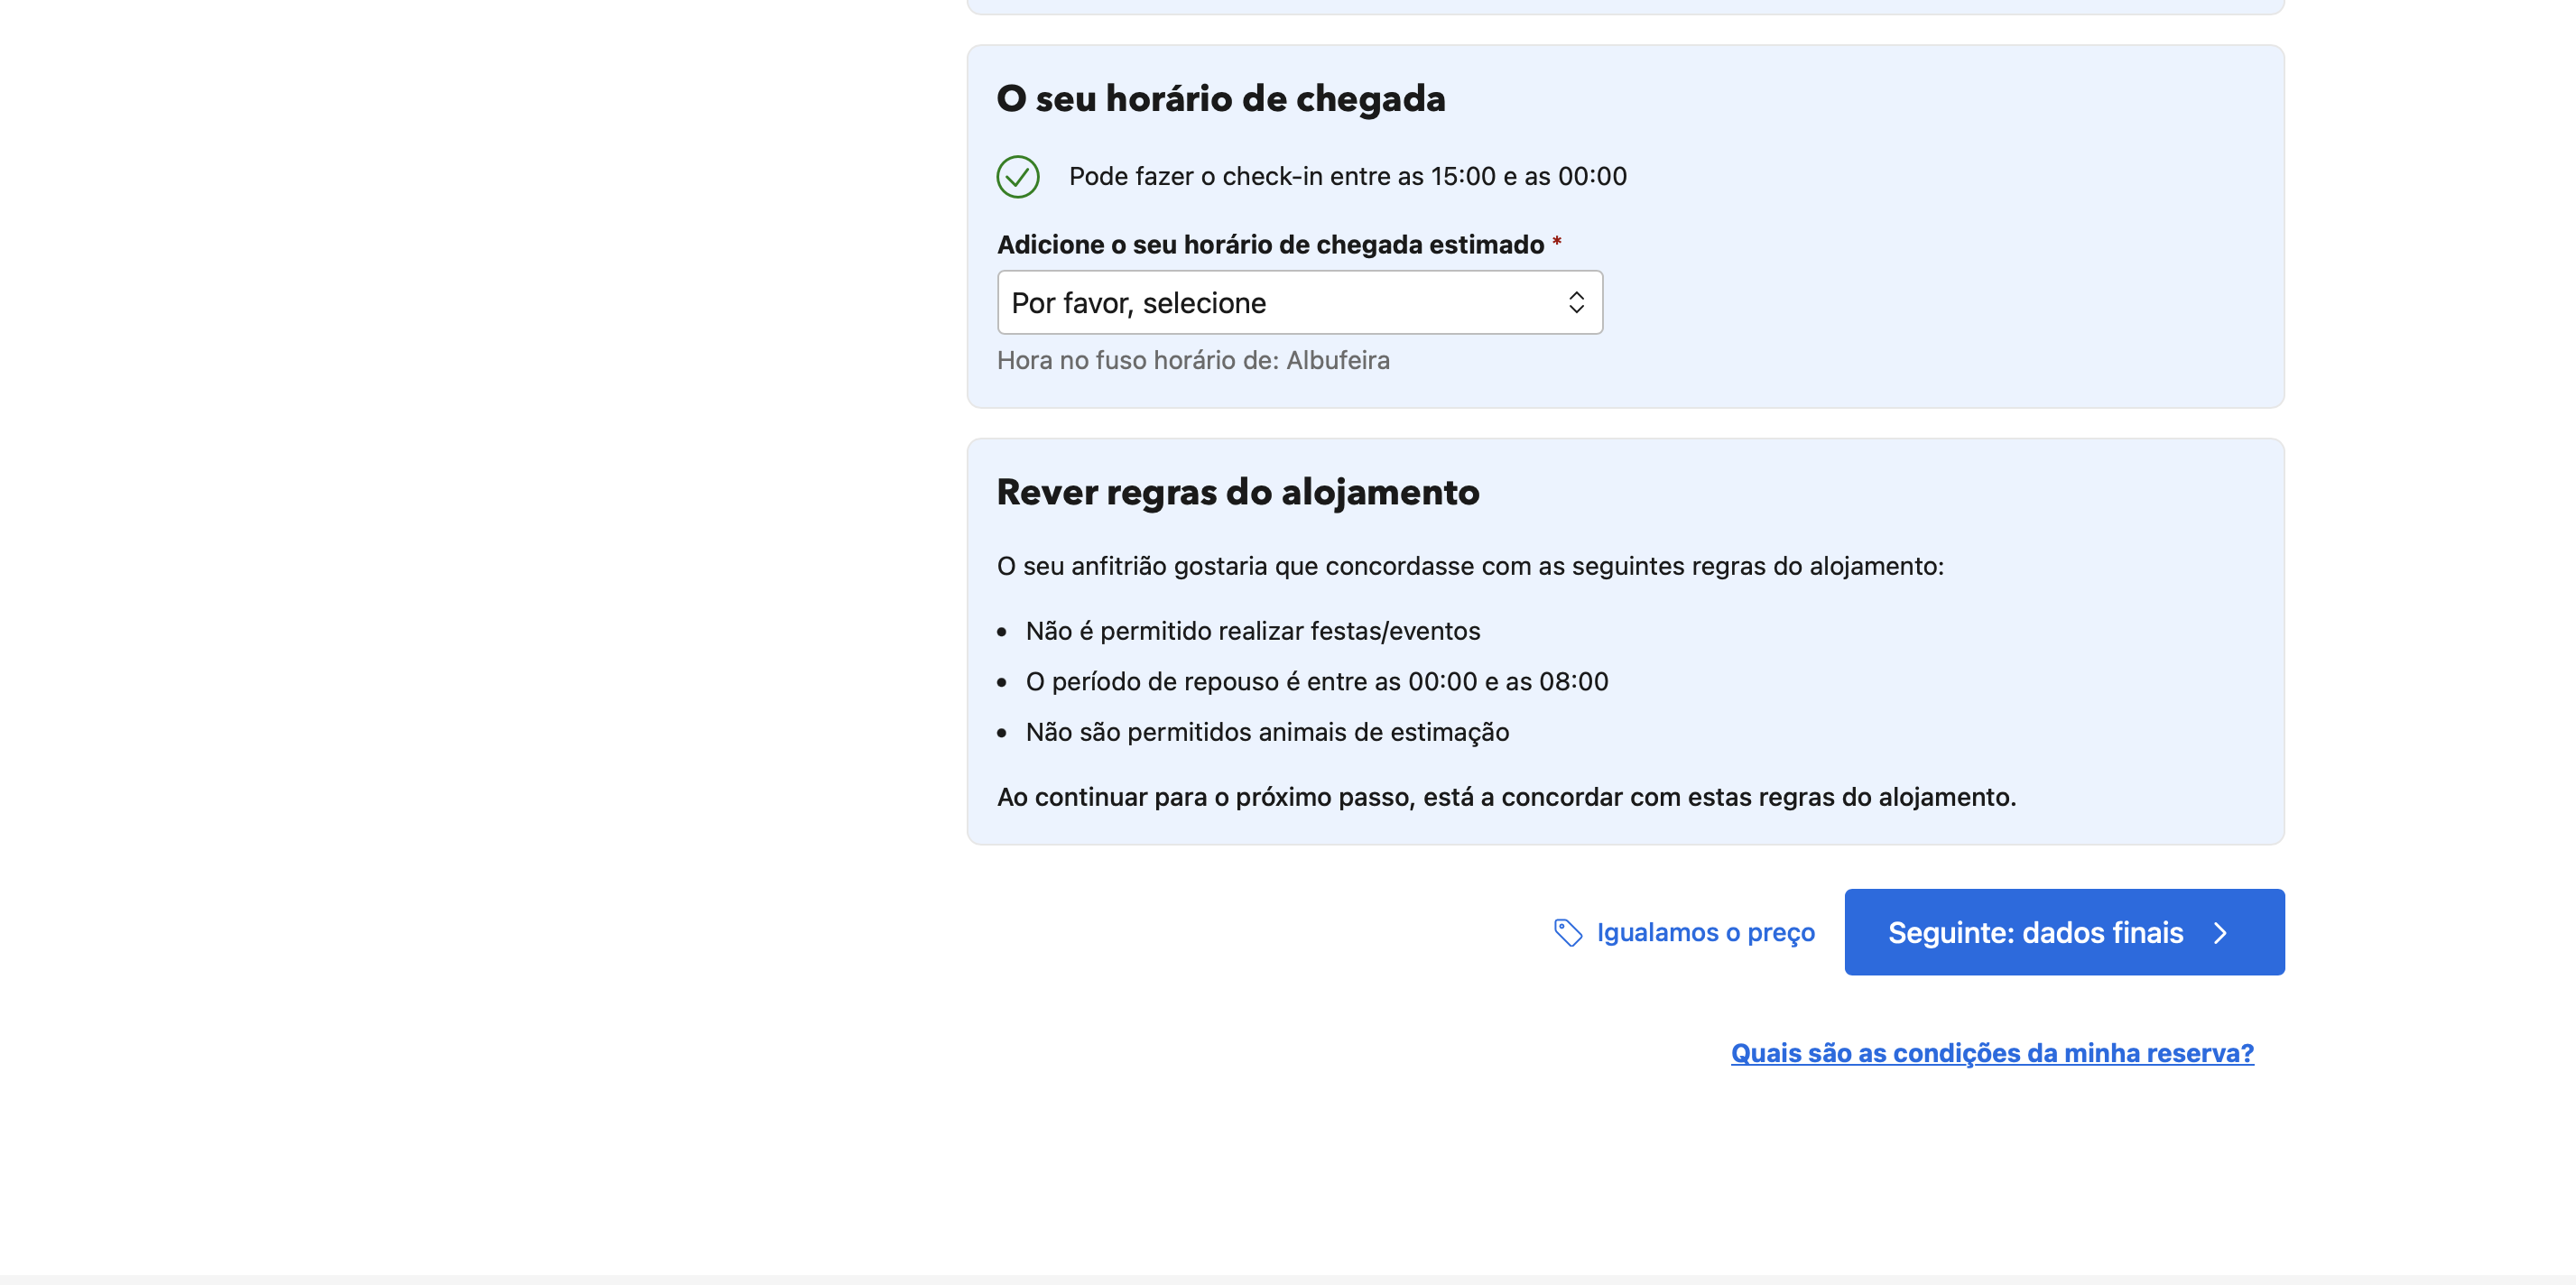 O seu horário de chegada
Pode fazer o check-in entre as 15:00 e as 00:00
Adicione o seu horário de chegada estimado *
Por favor, selecione
Hora no fuso horário de: Albufeira
Rever regras do alojamento
O seu anfitrião gostaria que concordasse com as seguintes regras do alojamento:
• Não é permitido realizar festas/eventos
• O período de repouso é entre as 00:00 e as 08:00
• Não são permitidos animais de estimação
Ao continuar para o próximo passo, está a concordar com estas regras do alojamento.
Igualamos o preço
Seguinte: dados finais
Quais são as condições da minha reserva?